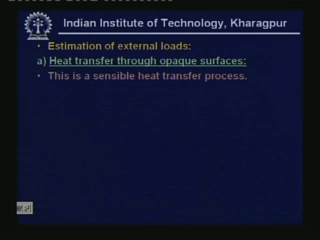 Indian Institute of Technology, Kharagpur
• Estimation of external loads:
a) Heat transfer through opaque surfaces:
• This is a sensible heat transfer process.